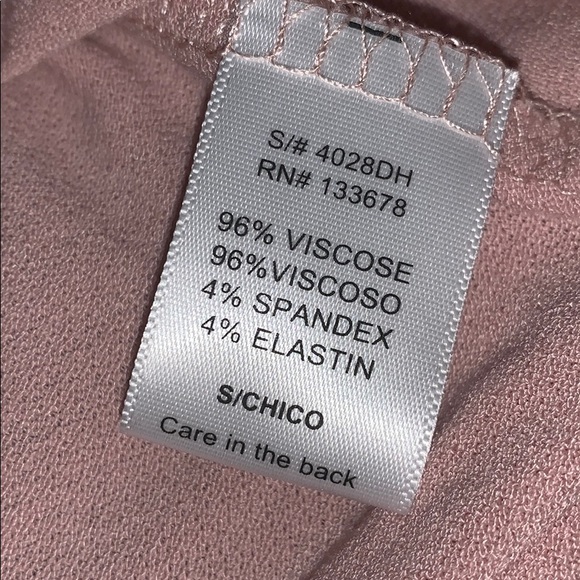 S/# 4028DH
RN# 133678
96% VISCOSE
96%VISCOSO
4% SPANDEX
4% ELASTIN
S/CHICO
Care in the back